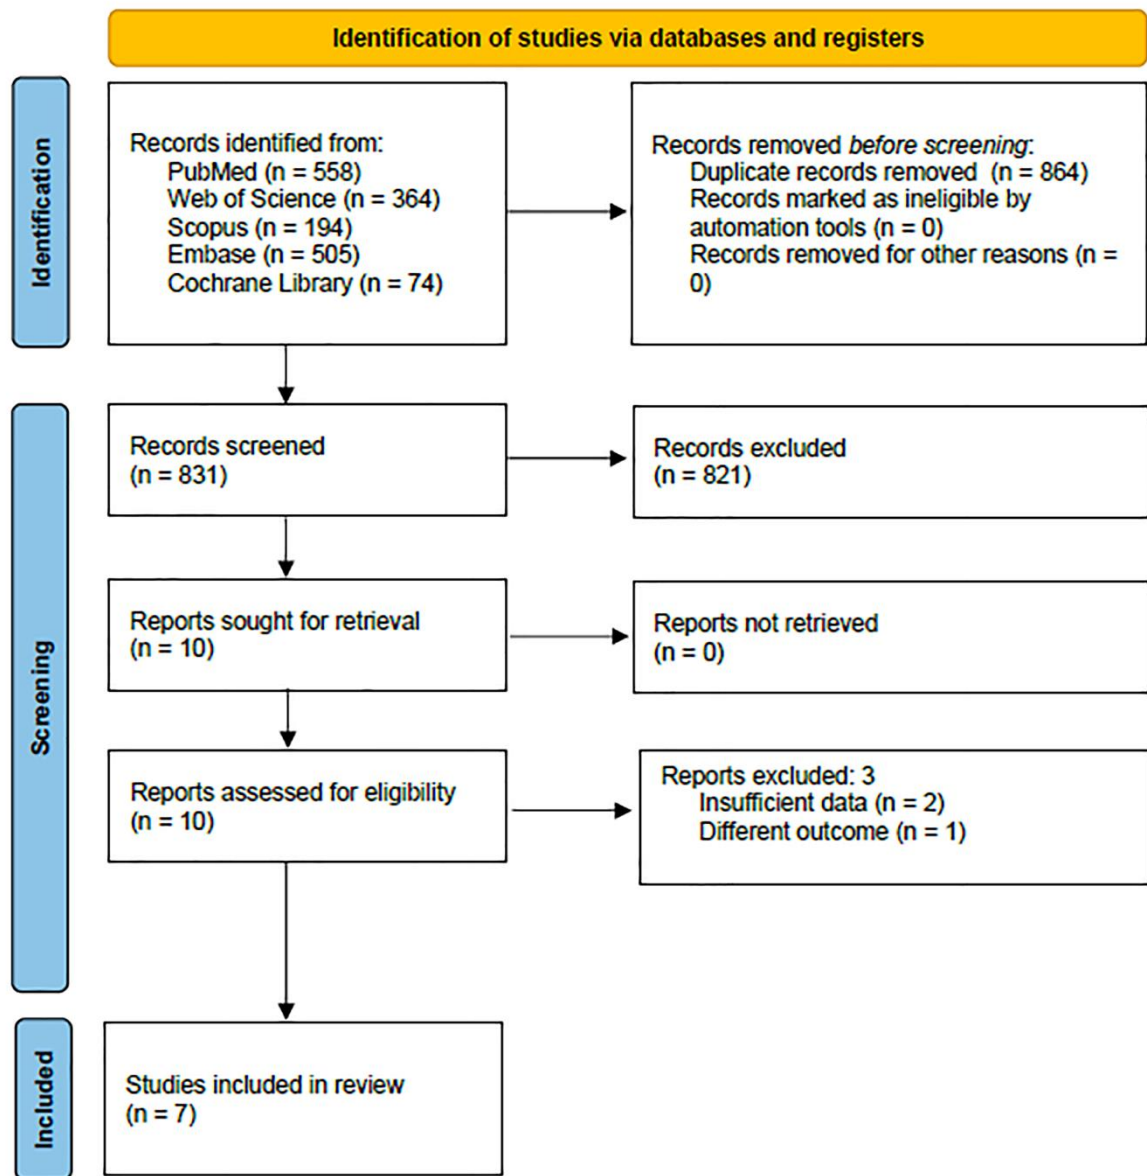 Identification of studies via databases and registers
Identification
Records identified from:
PubMed (n = 558)
Web of Science (n = 364)
Scopus (n = 194)
Embase (n = 505)
Cochrane Library (n = 74)
Records removed before screening:
Duplicate records removed (n = 864)
Records marked as ineligible by
automation tools (n = 0)
Records removed for other reasons (n =
0)
Screening
Records screened
(n = 831)
Records excluded
(n = 821)
Reports sought for retrieval
(n = 10)
Reports not retrieved
(n = 0)
Reports assessed for eligibility
(n = 10)
Reports excluded: 3
Insufficient data (n = 2)
Different outcome (n = 1)
Included
Studies included in review
(n = 7)